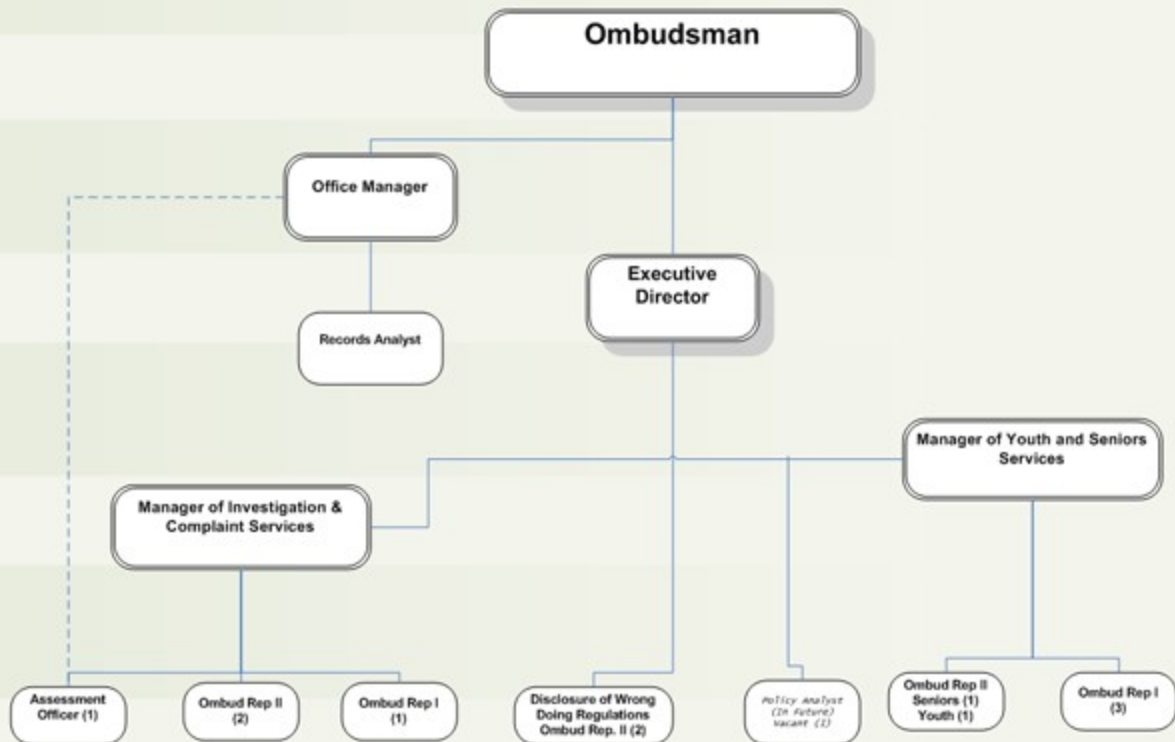 Ombudsman
Office Manager
Executive
Director
Records Analyst
Manager of Youth and Seniors
Services
Manager of Investigation &
Complaint Services
Assessment
Officer (1)
Ombud Rep II
(2)
Ombud Rep I
(1)
Disclosure of Wrong
Doing Regulations
Ombud Rep. II (2)
Policy Analyst
(In Future)
Vacant (1)
Ombud Rep II
Seniors (1)
Youth (1)
Ombud Rep I
(3)